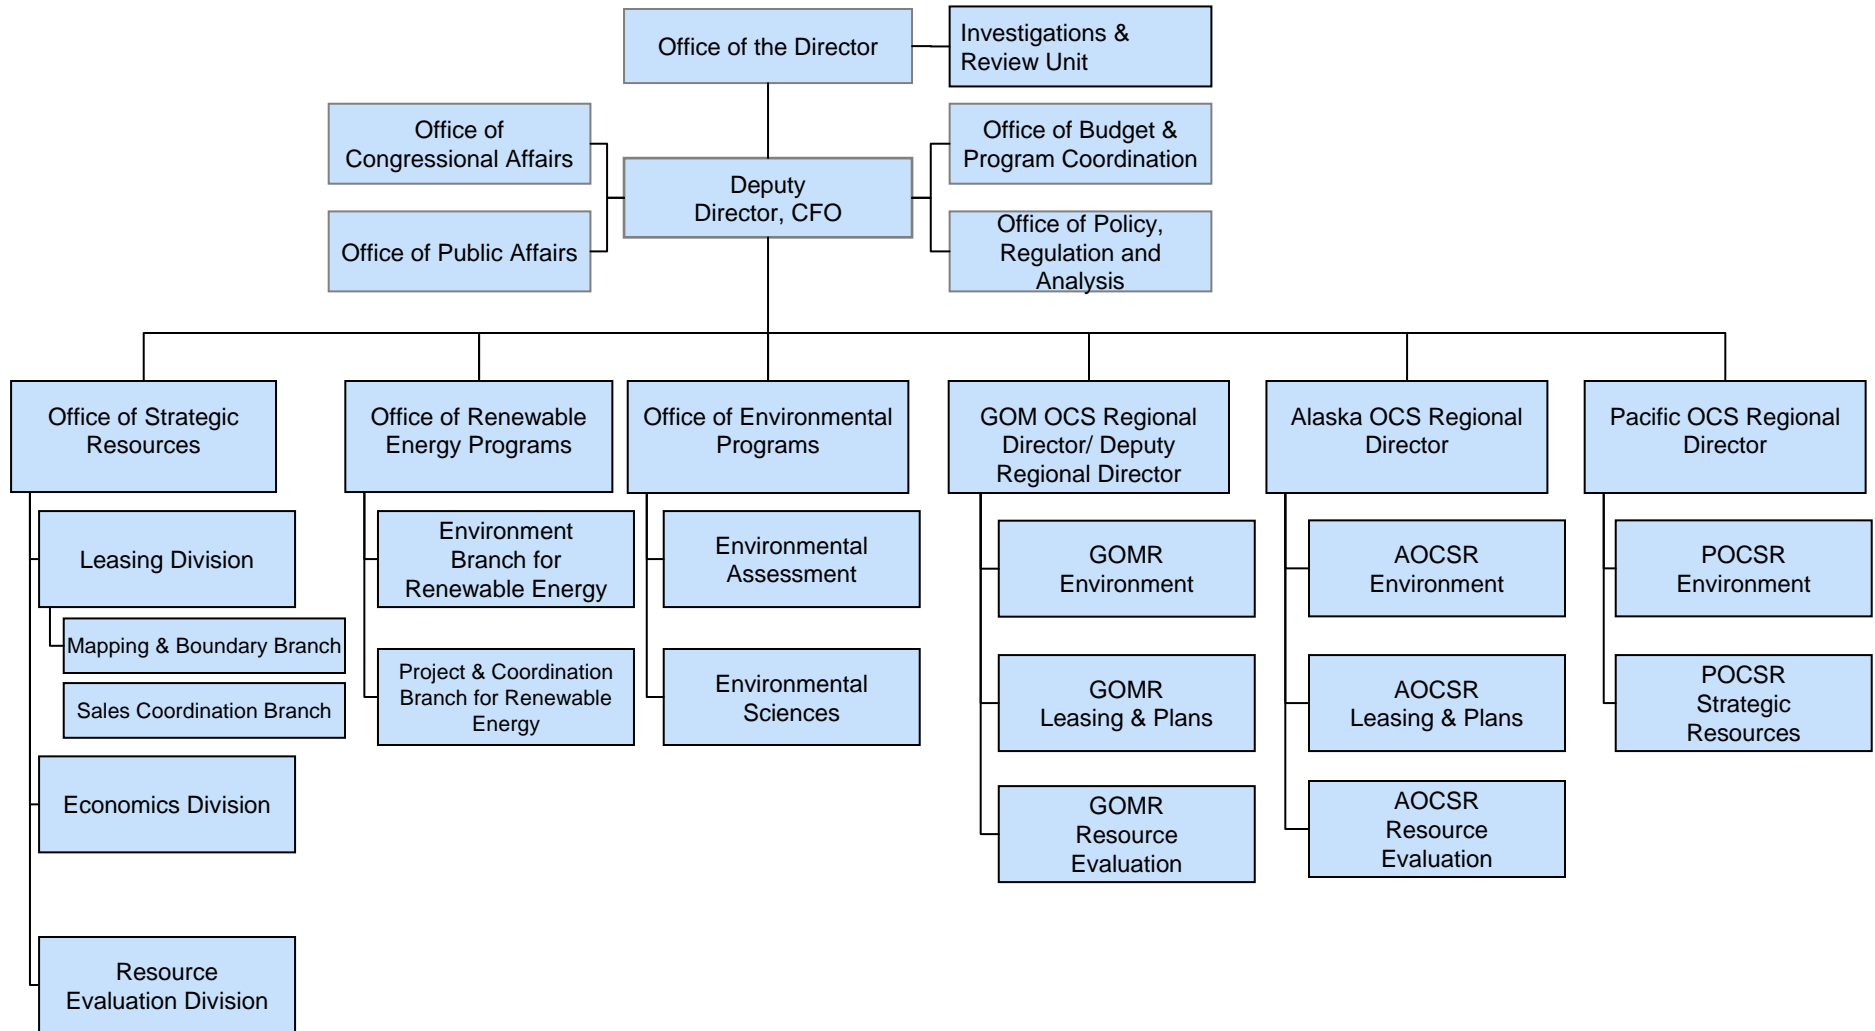 Office of the Director
Investigations &
Review Unit
Office of
Congressional Affairs
Office of Budget &
Program Coordination
Deputy
Director, CFO
Office of Public Affairs
Office of Policy,
Regulation and
Analysis
Office of Strategic
Resources
Office of Renewable
Energy Programs
Office of Environmental
Programs
GOM OCS Regional
Director/ Deputy
Regional Director
Alaska OCS Regional
Director
Pacific OCS Regional
Director
Leasing Division
Mapping & Boundary Branch
Sales Coordination Branch
Economics Division
Resource
Evaluation Division
Environment
Branch for
Renewable Energy
Project & Coordination
Branch for Renewable
Energy
Environmental
Assessment
Environmental
Sciences
GOMR
Environment
GOMR
Leasing & Plans
GOMR
Resource
Evaluation
AOCSR
Environment
AOCSR
Leasing & Plans
AOCSR
Resource
Evaluation
POCSR
Environment
POCSR
Strategic
Resources